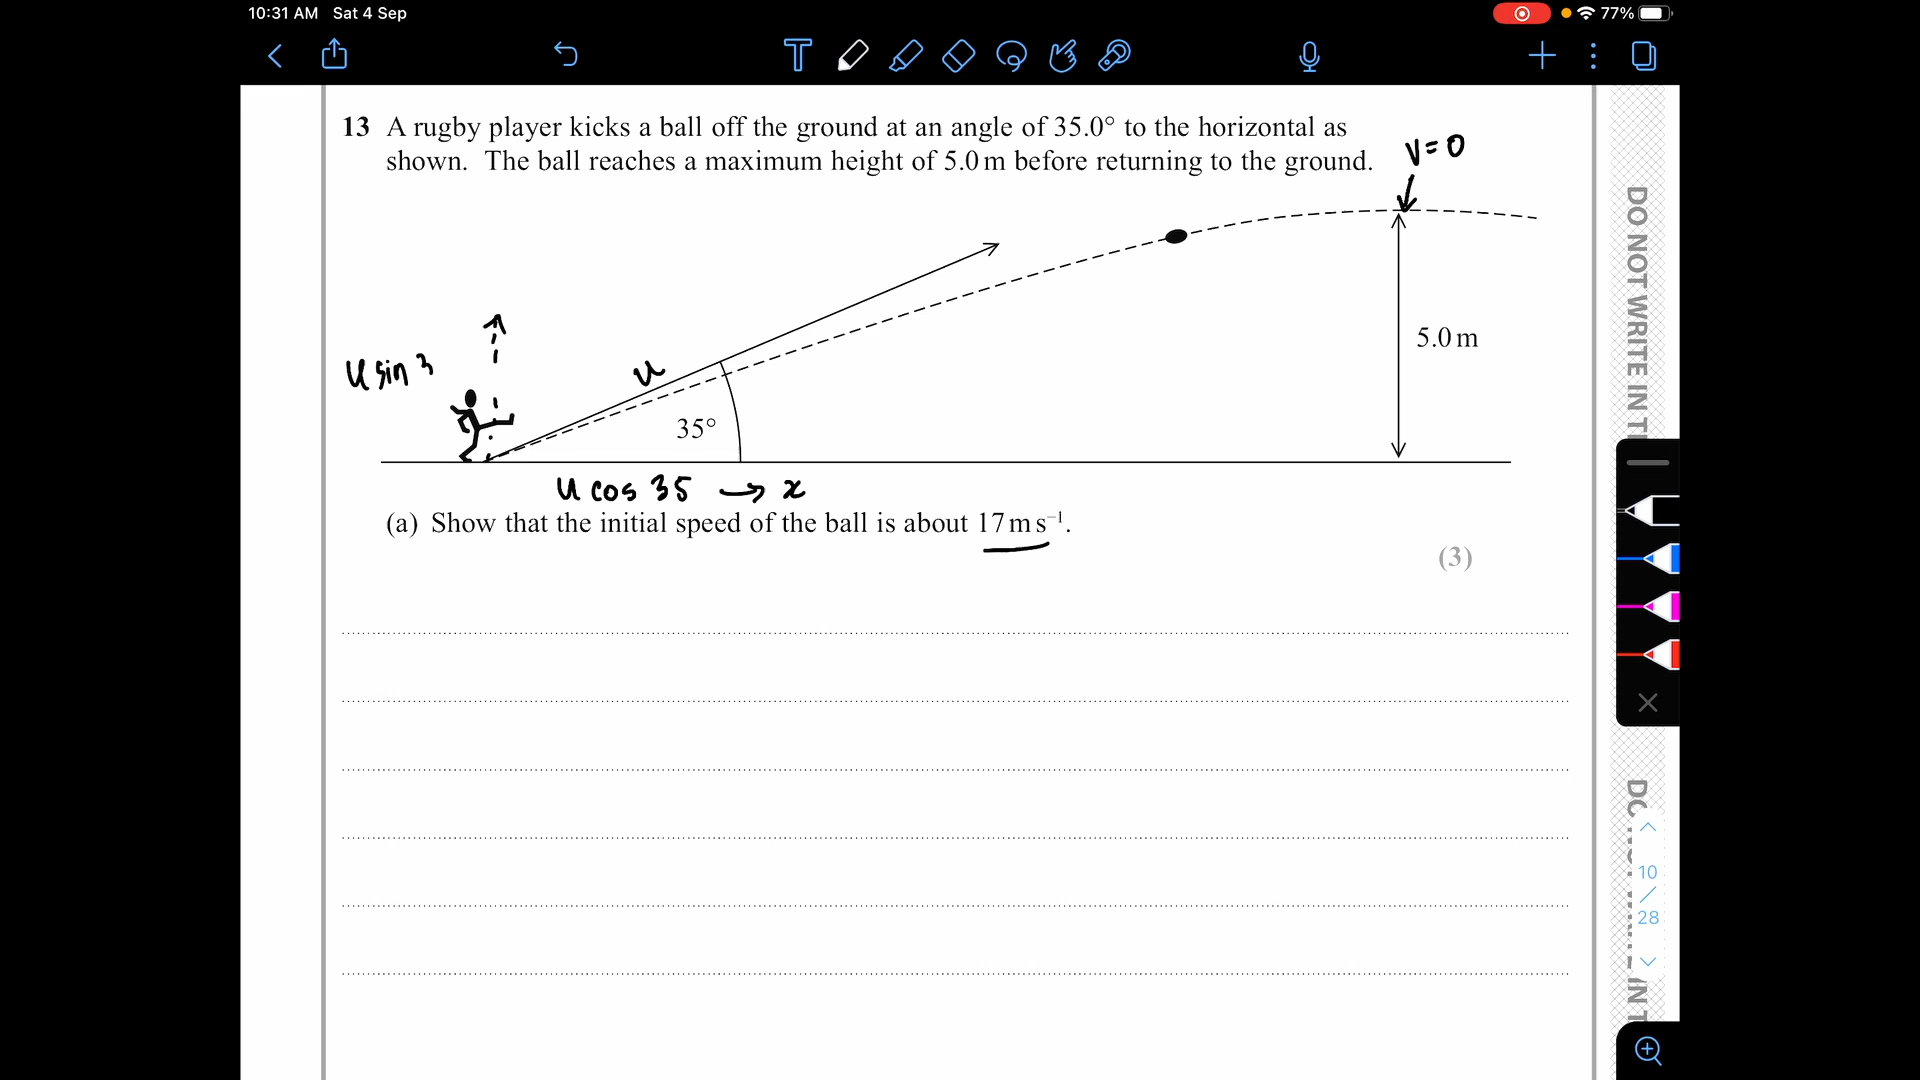 10:31 AM Sat 4 Sep
77%
13 A rugby player kicks a ball off the ground at an angle of 35.0° to the horizontal as
shown. The ball reaches a maximum height of 5.0 m before returning to the ground.
V=0
5.0 m
u sin 3
u
35°
u cos 35 → x
(a) Show that the initial speed of the ball is about 17 m s⁻¹.
(3)
DO NOT WRITE IN T
10
28